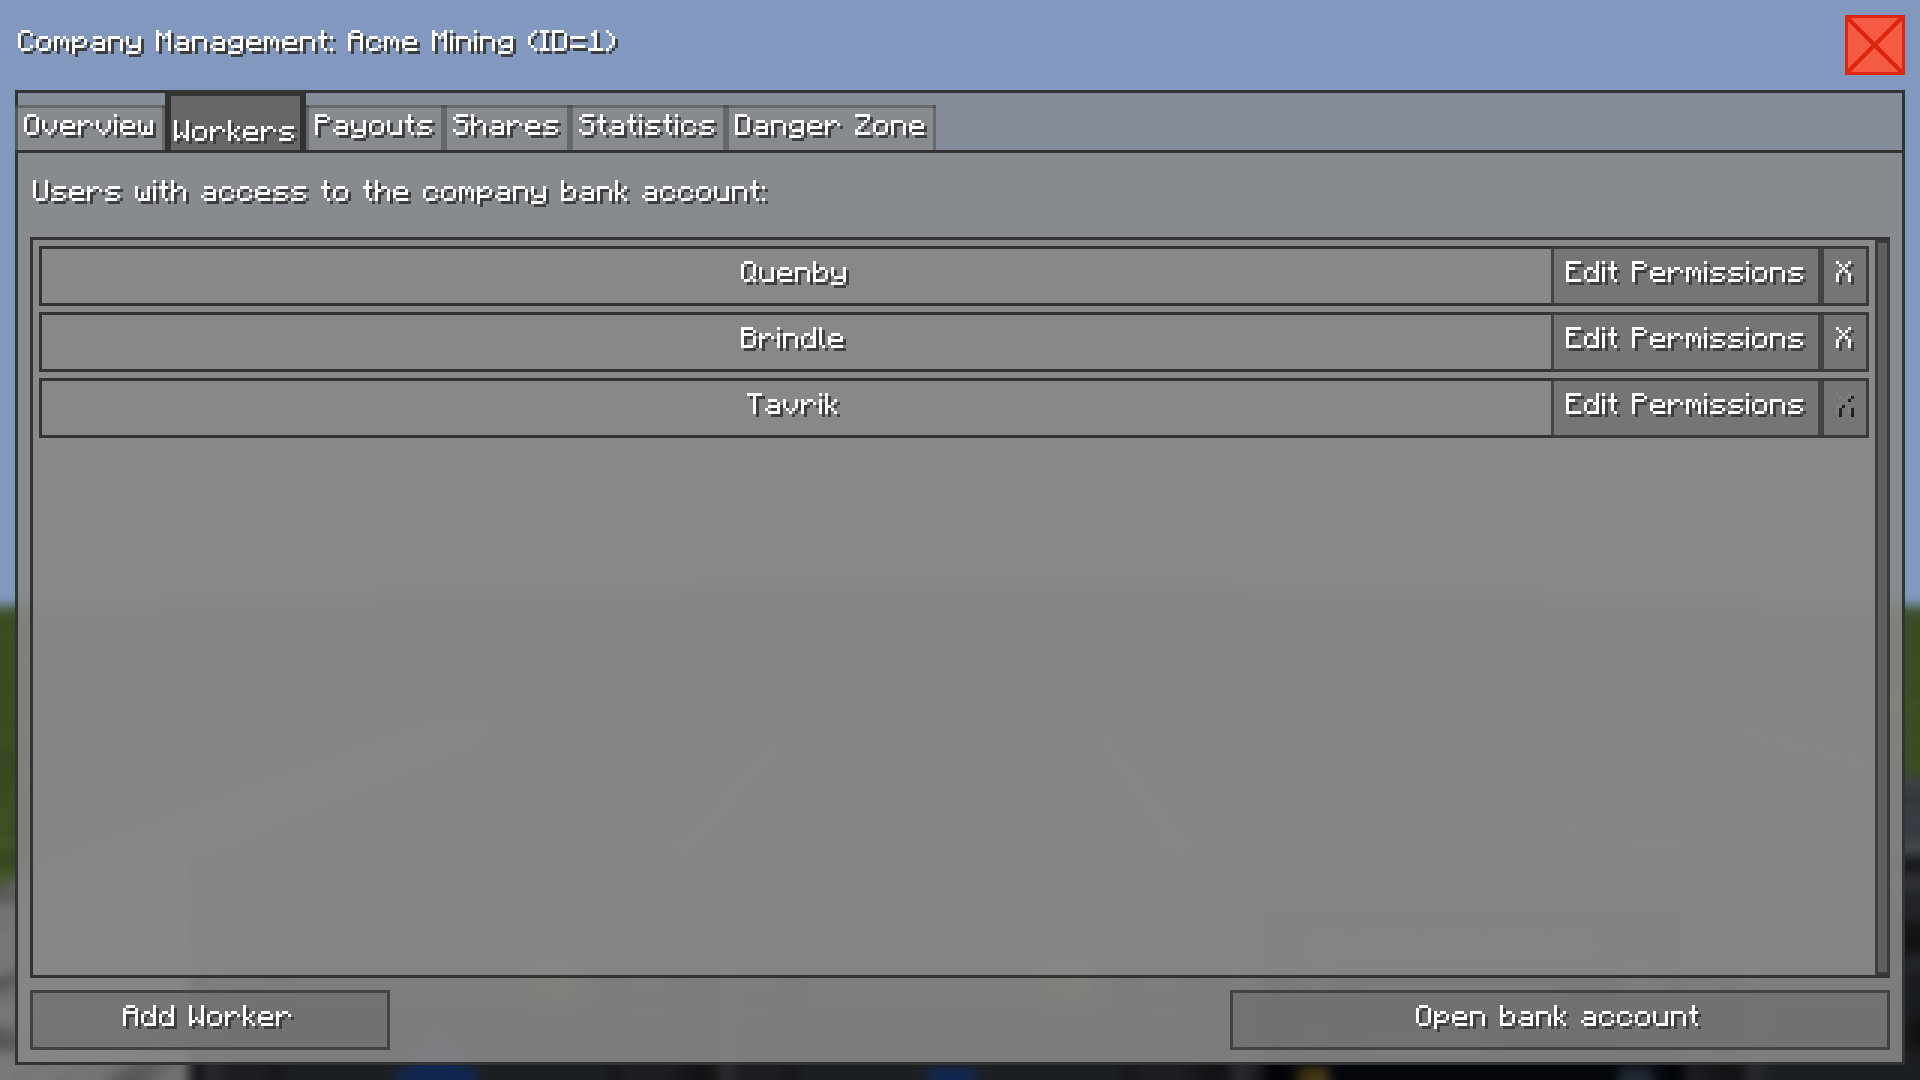 Company Management: Acme Mining (ID=1)
Overview Workers Payouts Shares Statistics Danger Zone
Users with access to the company bank account:
Quenby Edit Permissions X
Brindle Edit Permissions X
Tavrik Edit Permissions X
Add Worker Open bank account